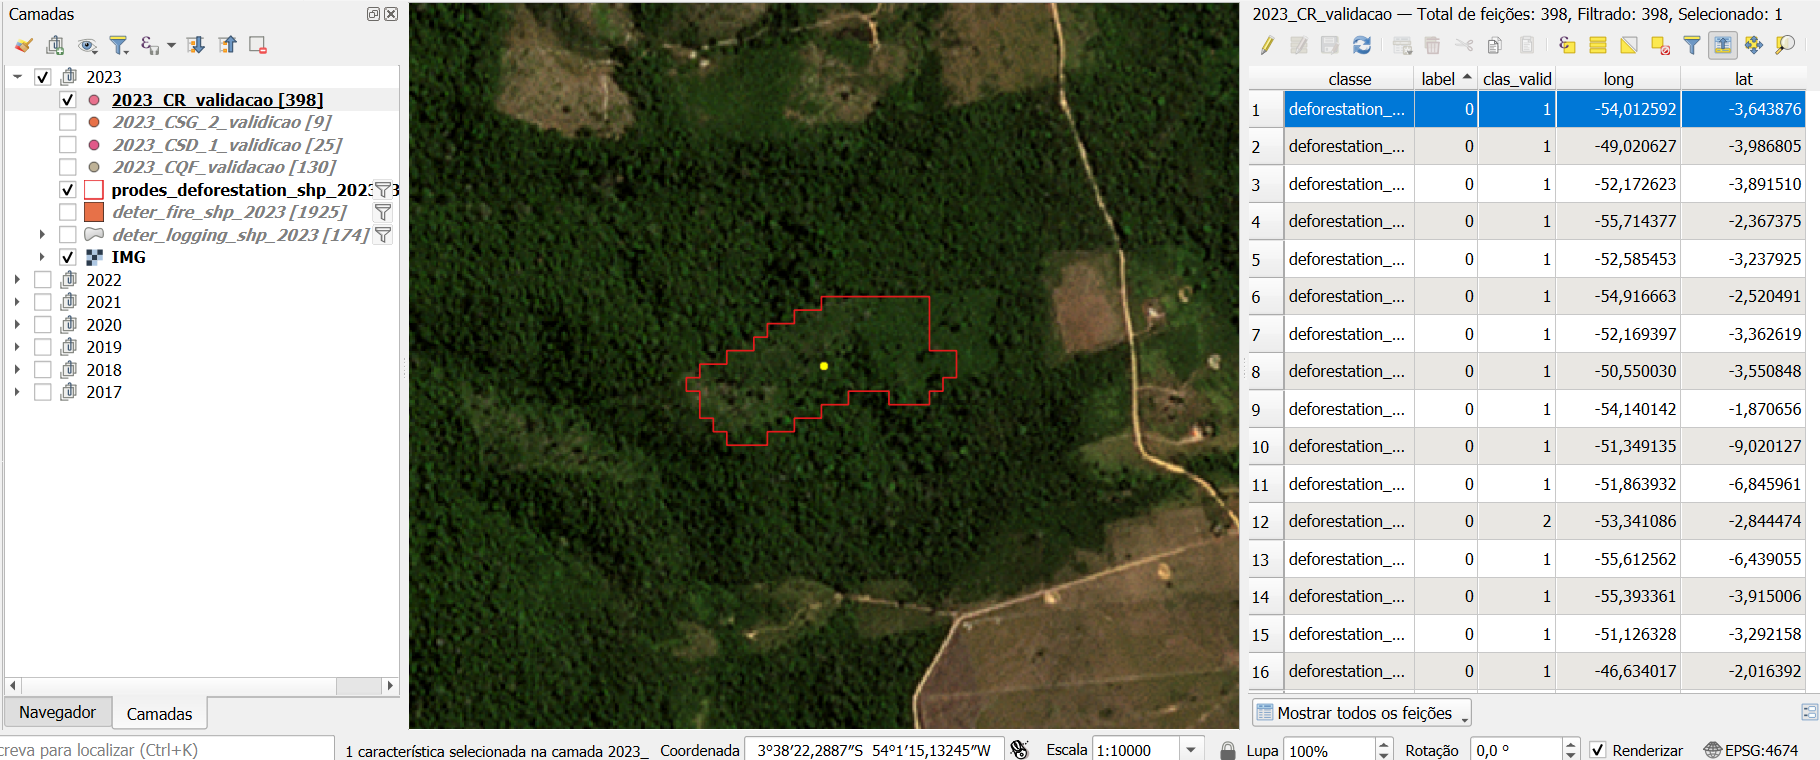 Camadas
2023
2023_CR_validacao [398]
2023_CSG_2_validicao [9]
2023_CSD_1_validacao [25]
2023_CQF_validacao [130]
prodes_deforestation_shp_2023
deter_fire_shp_2023 [1925]
deter_logging_shp_2023 [174]
IMG
2022
2021
2020
2019
2018
2017
Navegador
Camadas
2023_CR_validacao — Total de feições: 398, Filtrado: 398, Selecionado: 1
classe label clas_valid long lat
1 deforestation_... 0 1 -54,012592 -3,643876
2 deforestation_... 0 1 -49,020627 -3,986805
3 deforestation_... 0 1 -52,172623 -3,891510
4 deforestation_... 0 1 -55,714377 -2,367375
5 deforestation_... 0 1 -52,585453 -3,237925
6 deforestation_... 0 1 -54,916663 -2,520491
7 deforestation_... 0 1 -52,169397 -3,362619
8 deforestation_... 0 1 -50,550030 -3,550848
9 deforestation_... 0 1 -54,140142 -1,870656
10 deforestation_... 0 1 -51,349135 -9,020127
11 deforestation_... 0 1 -51,863932 -6,845961
12 deforestation_... 0 2 -53,341086 -2,844474
13 deforestation_... 0 1 -55,612562 -6,439055
14 deforestation_... 0 1 -55,393361 -3,915006
15 deforestation_... 0 1 -51,126328 -3,292158
16 deforestation_... 0 1 -46,634017 -2,016392
Mostrar todos os feições
creva para localizar (Ctrl+K)
1 característica selecionada na camada 2023_
Coordenada 3°38′22,2887″S 54°1′15,13245″W
Escala 1:10000
Lupa 100%
Rotação 0,0 °
Renderizar
EPSG:4674